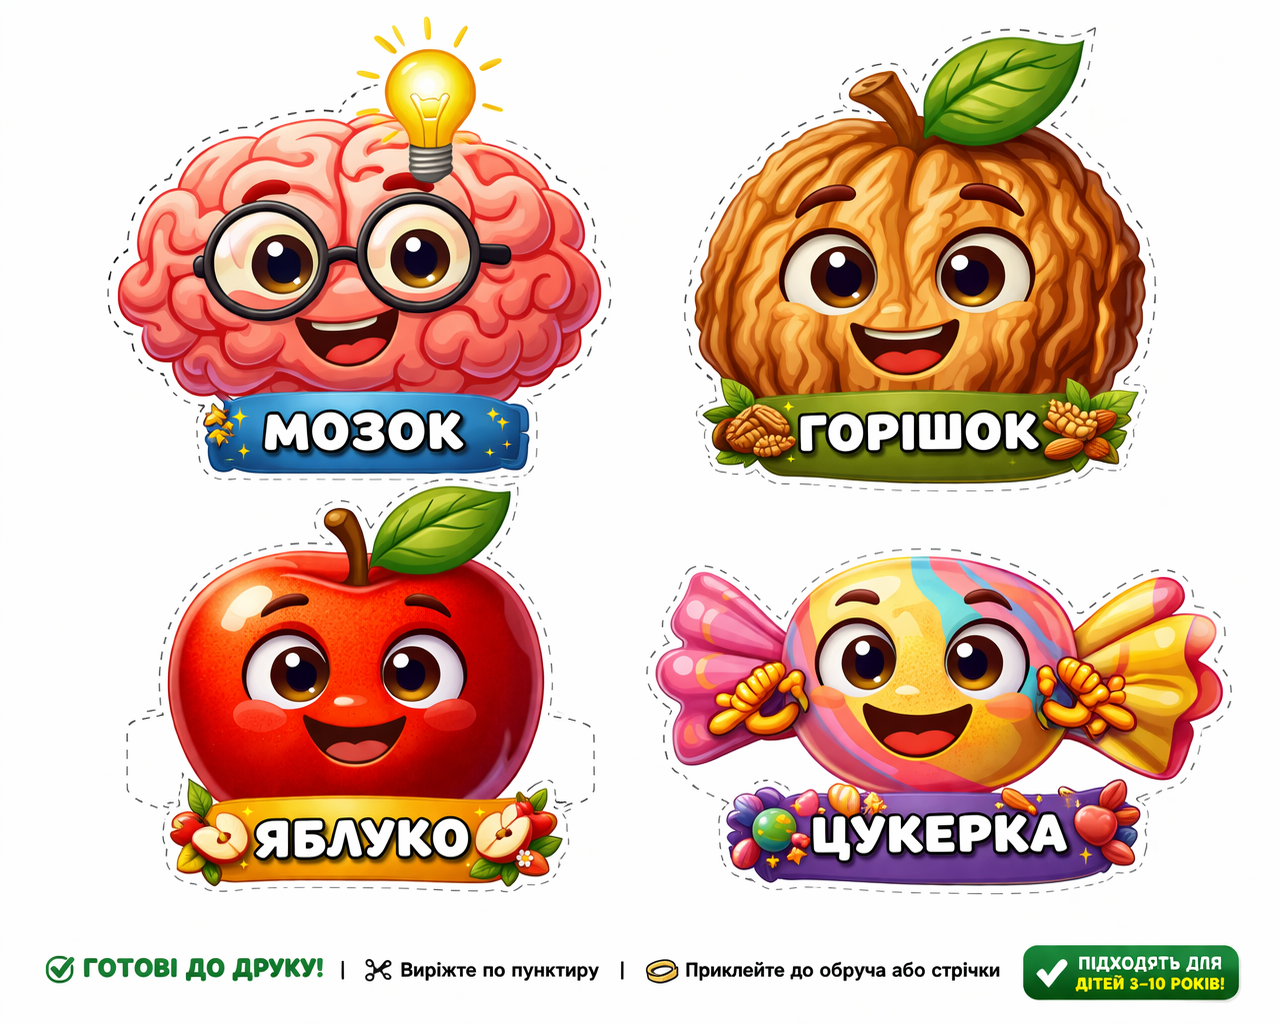 МОЗОК
ГОРІШОК
ЯБЛУКО
ЦУКЕРКА
ГОТОВІ ДО ДРУКУ! | Виріжте по пунктиру | Приклейте до обруча або стрічки
ПІДХОДЯТЬ ДЛЯ
ДІТЕЙ 3–10 РОКІВ!